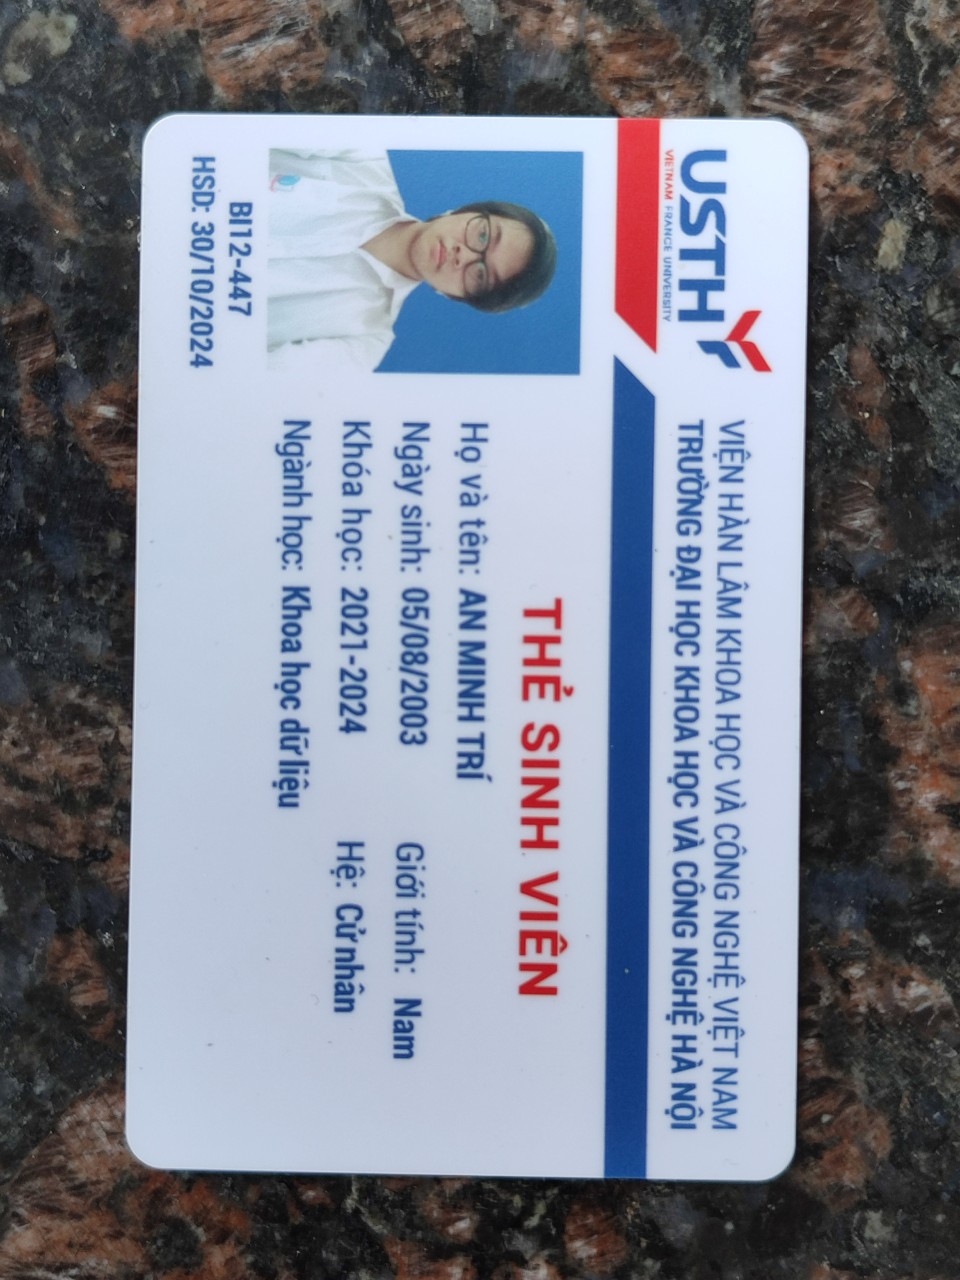 USTH
VIETNAM FRANCE UNIVERSITY
VIỆN HÀN LÂM KHOA HỌC VÀ CÔNG NGHỆ VIỆT NAM
TRƯỜNG ĐẠI HỌC KHOA HỌC VÀ CÔNG NGHỆ HÀ NỘI
THẺ SINH VIÊN
Họ và tên: AN MINH TRÍ
Ngày sinh: 05/08/2003 Giới tính: Nam
Khóa học: 2021-2024 Hệ: Cử nhân
Ngành học: Khoa học dữ liệu
BI12-447
HSD: 30/10/2024